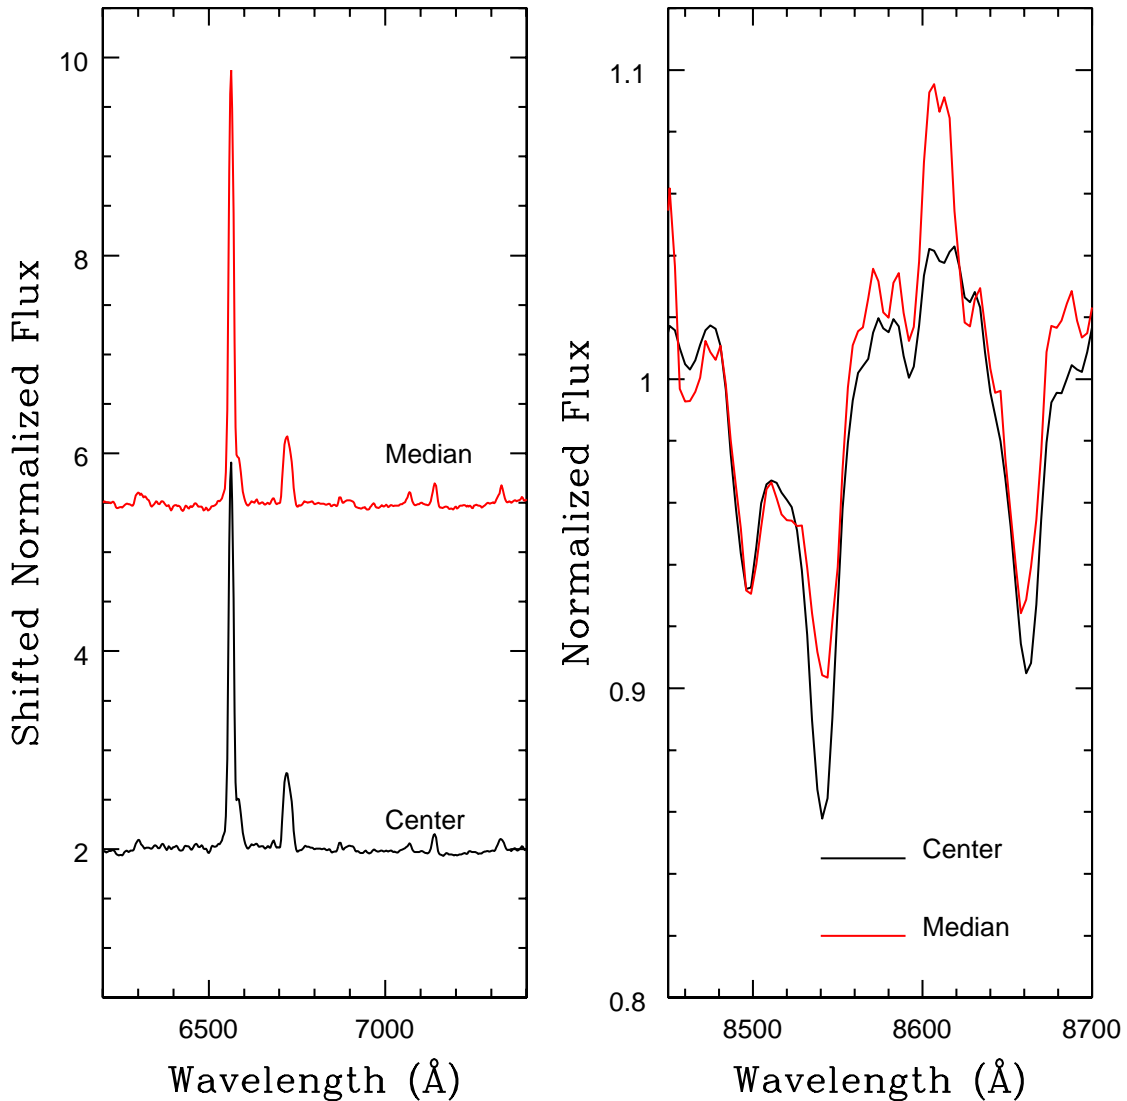 Shifted Normalized Flux
10
8
6
4
2
Median
Center
6500 7000
Wavelength (Å)
Normalized Flux
1.1
1
0.9
0.8
Center
Median
8500 8600 8700
Wavelength (Å)